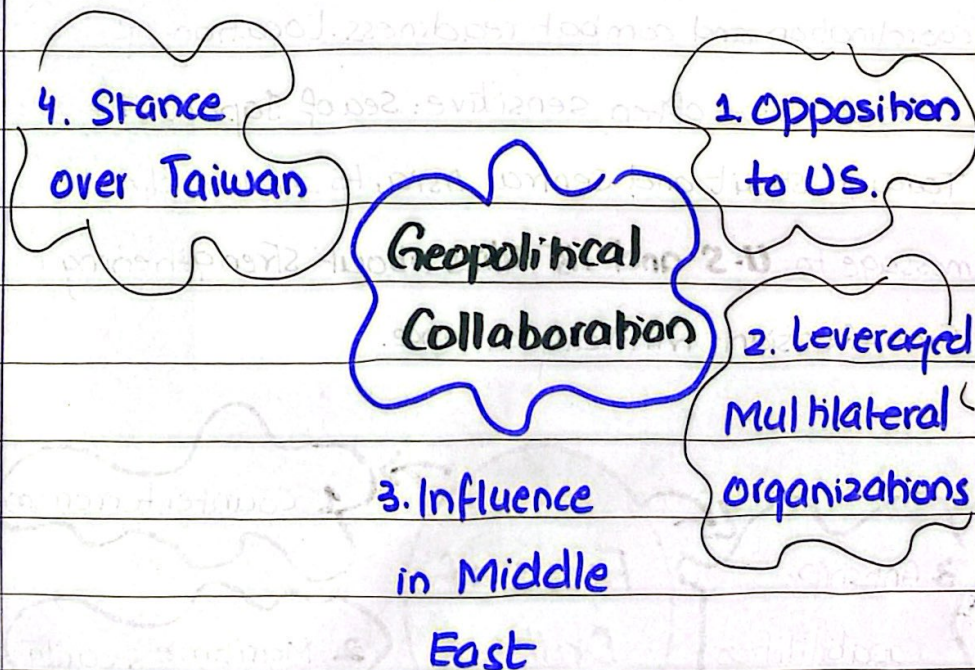 Geopolitical
Collaboration
1. Opposition
to US.
2. Leveraged
Multilateral
organizations
3. Influence
in Middle
East
4. Stance
over Taiwan